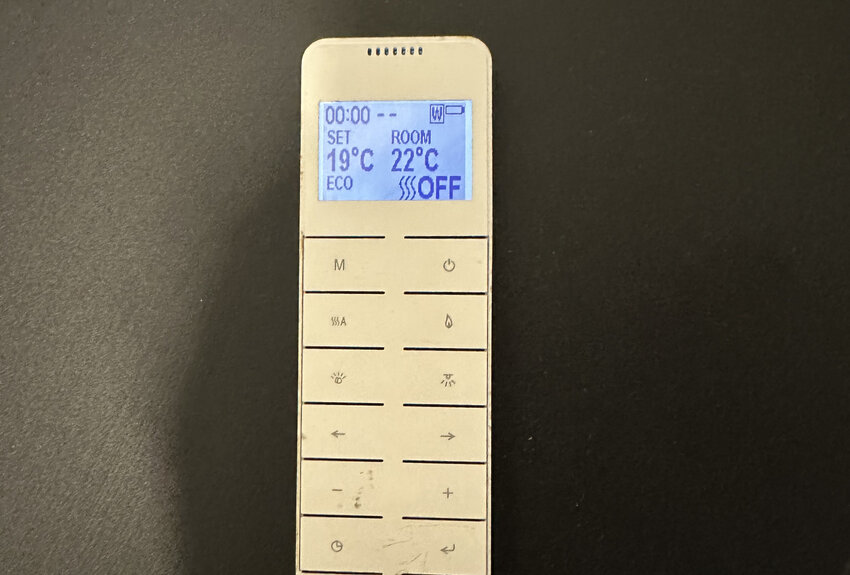 00:00 -- W
SET ROOM
19°C 22°C
ECO OFF
M
A